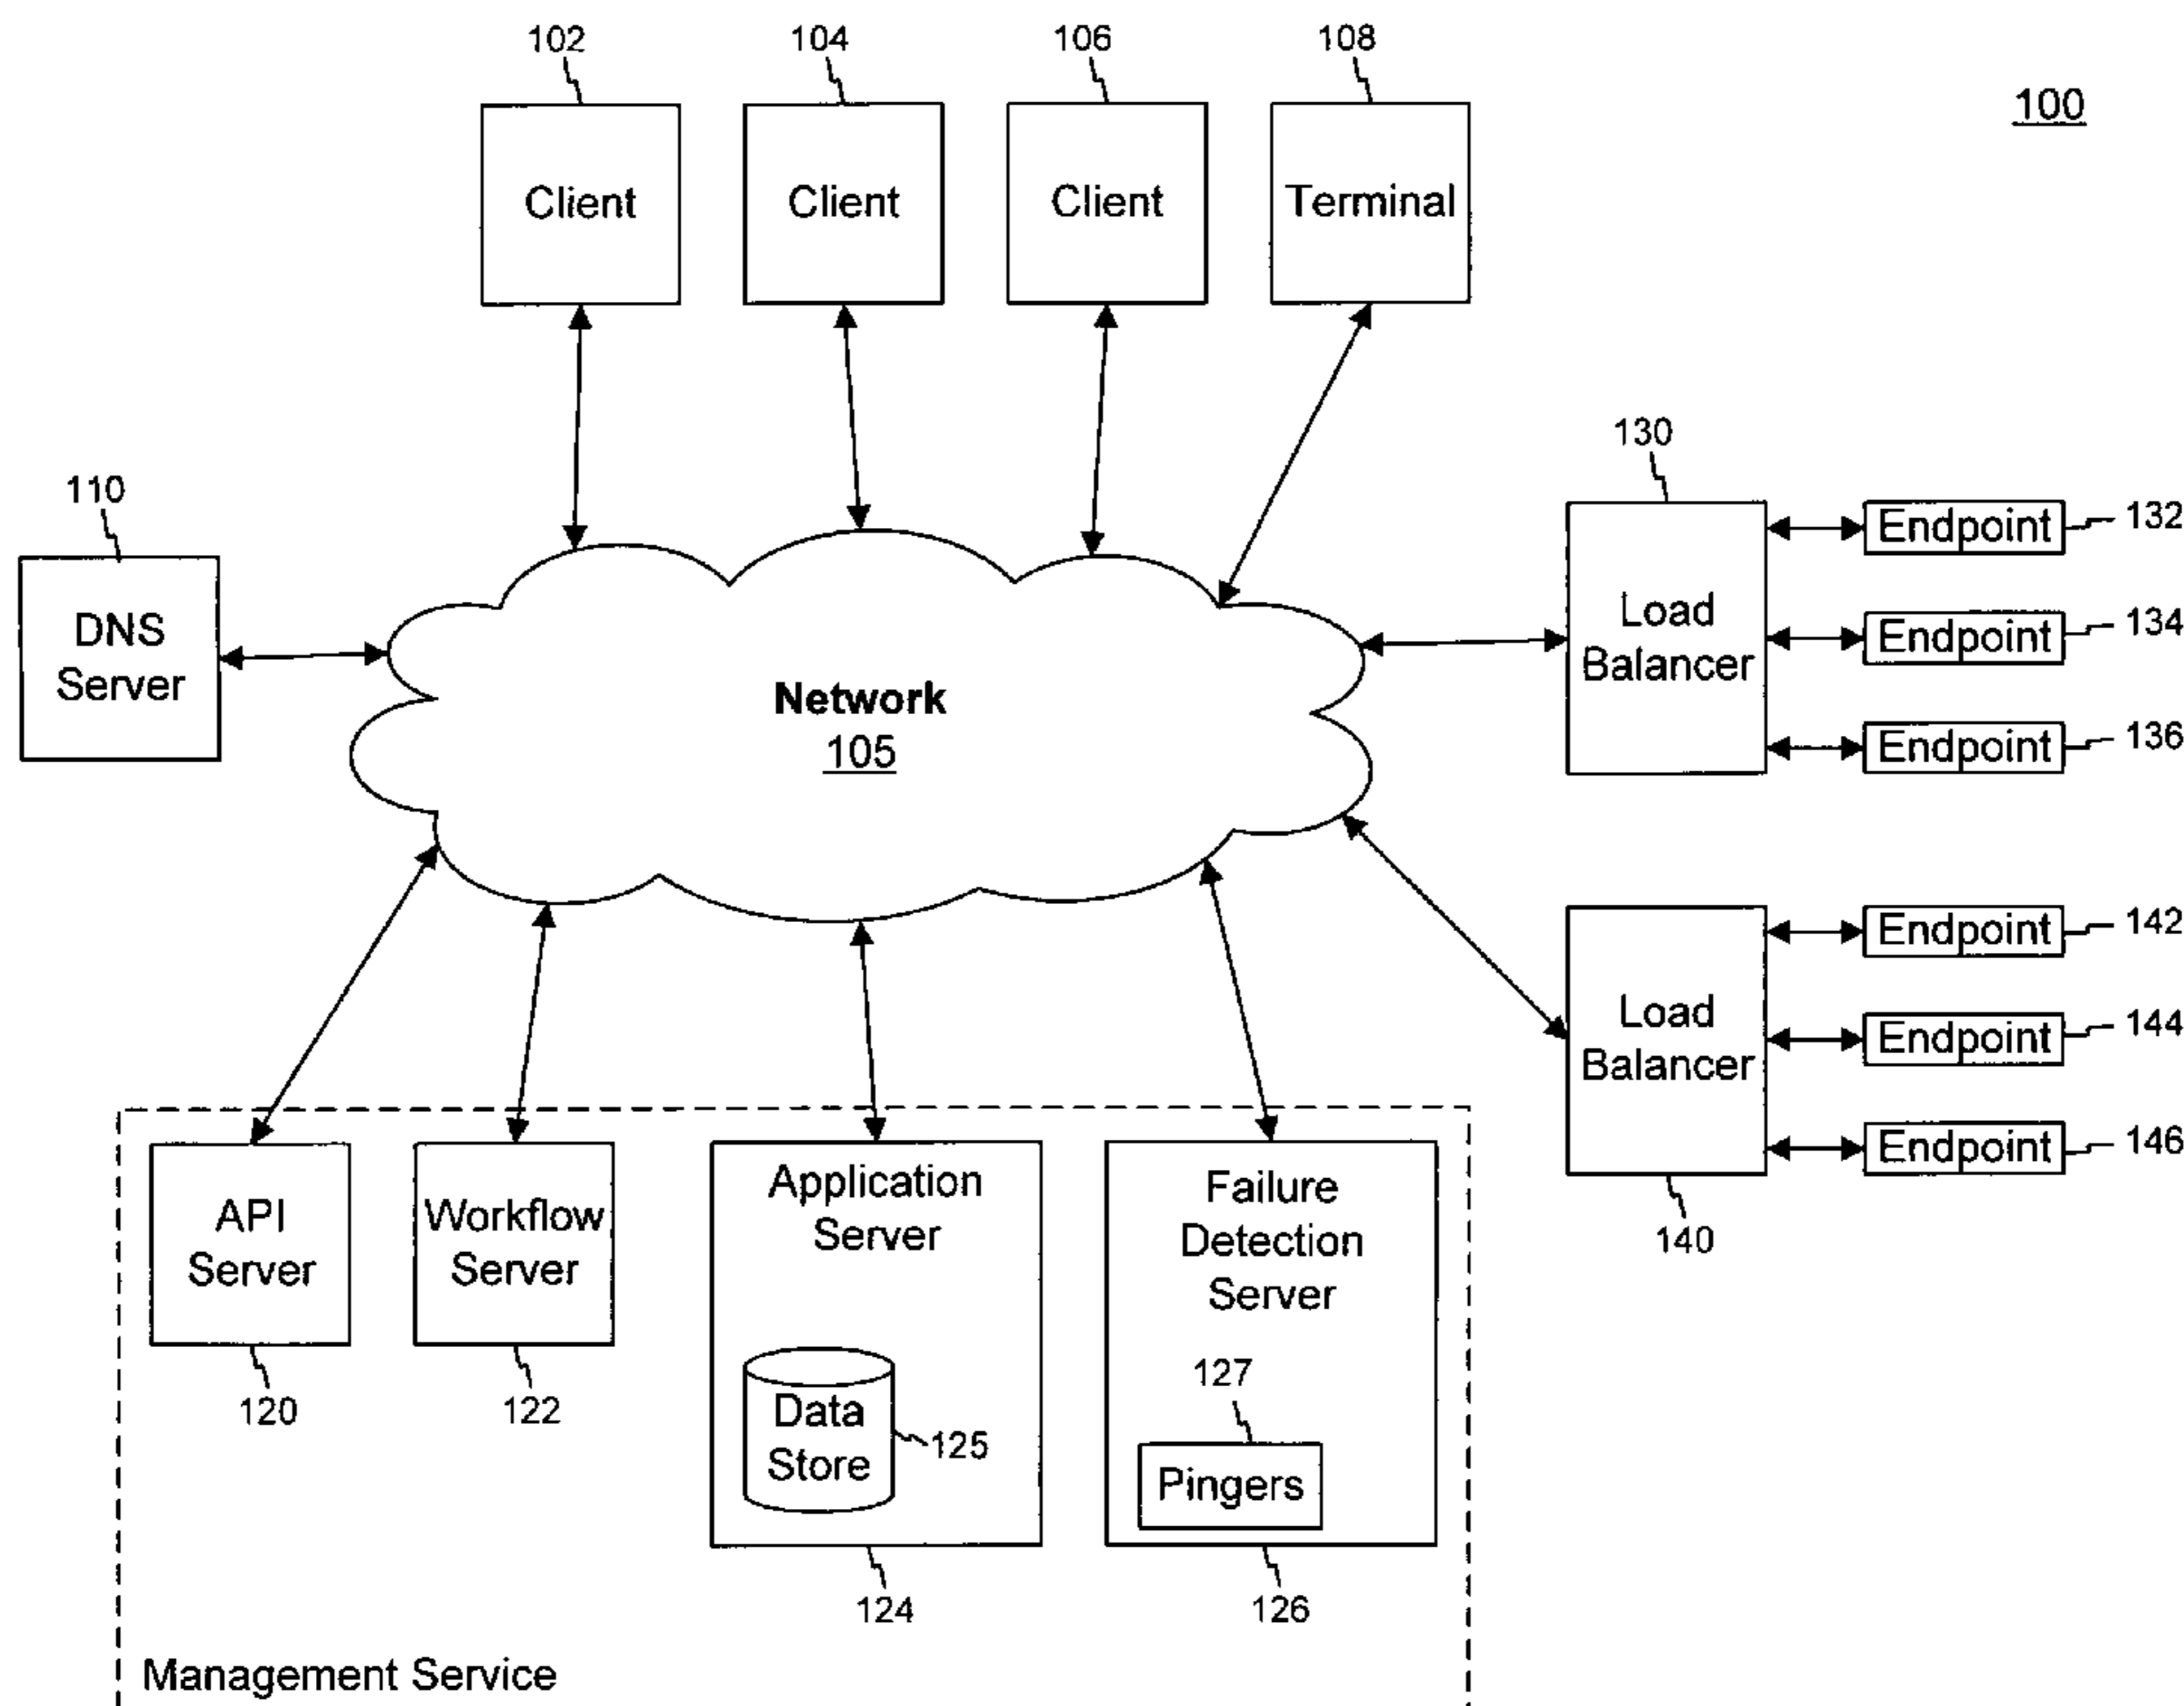 102
104
106
108
100
Client
Client
Client
Terminal
110
DNS
Server
Network
105
130
Load
Balancer
Endpoint
132
Endpoint
134
Endpoint
136
Load
Balancer
140
Endpoint
142
Endpoint
144
Endpoint
146
API
Server
120
Workflow
Server
122
Application
Server
Data
Store
125
124
Failure
Detection
Server
127
Pingers
126
Management Service